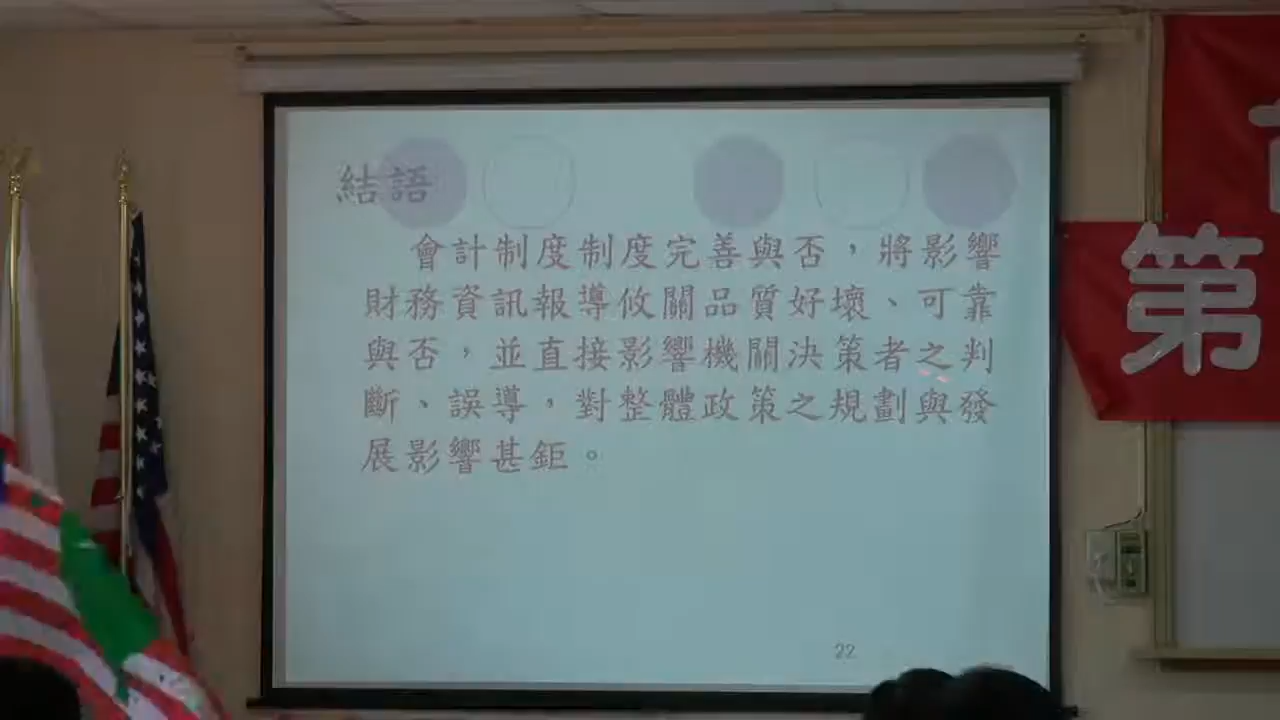 結語
會計制度制度完善與否，將影響
財務資訊報導攸關品質好壞、可靠
與否，並直接影響機關決策者之判
斷、誤導，對整體政策之規劃與發
展影響甚鉅。
22
第